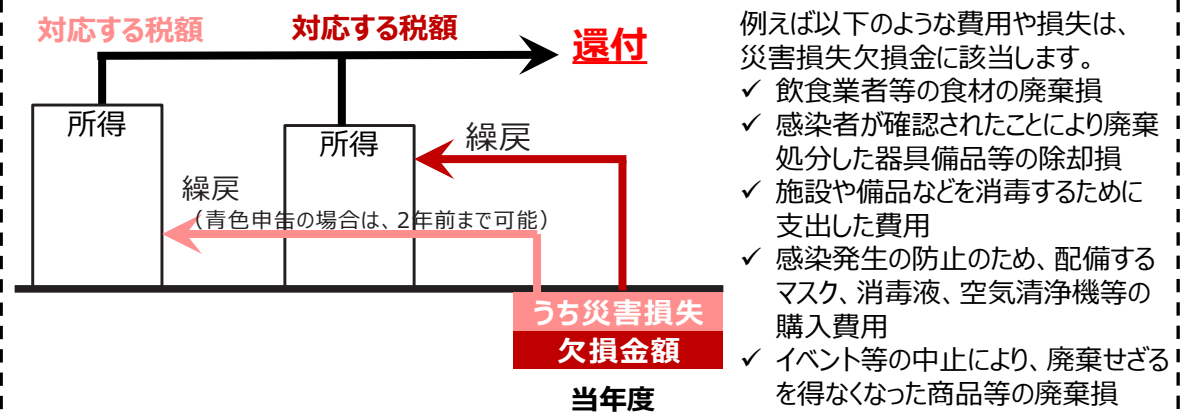 対応する税額
対応する税額
還付
所得
所得
繰戻
繰戻
（青色申告の場合は、2年前まで可能）
うち災害損失
欠損金額
当年度
例えば以下のような費用や損失は、
災害損失欠損金に該当します。
✓ 飲食業者等の食材の廃棄損
✓ 感染者が確認されたことにより廃棄
処分した器具備品等の除却損
✓ 施設や備品などを消毒するために
支出した費用
✓ 感染発生の防止のため、配備する
マスク、消毒液、空気清浄機等の
購入費用
✓ イベント等の中止により、廃棄せざる
を得なくなった商品等の廃棄損